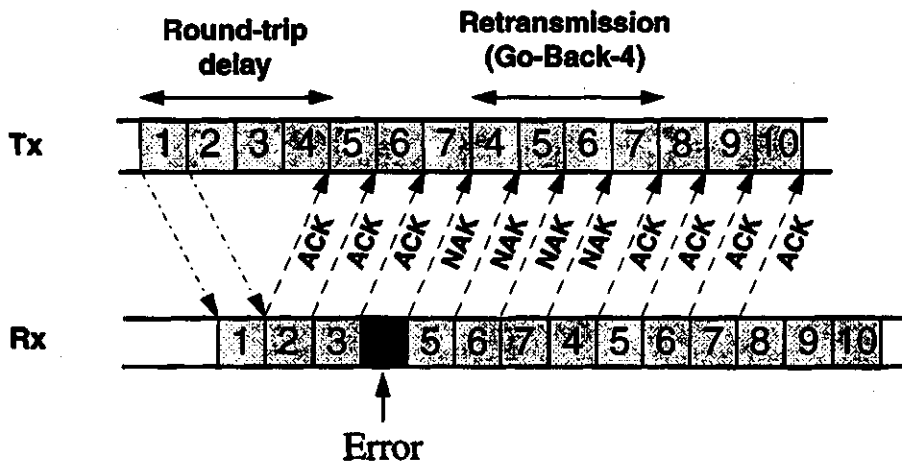 Round-trip
delay
Retransmission
(Go-Back-4)
Tx
1 2 3 4 5 6 7 4 5 6 7 8 9 10
ACK ACK ACK NAK NAK NAK NAK ACK ACK ACK ACK
Rx
1 2 3 5 6 7 4 5 6 7 8 9 10
Error